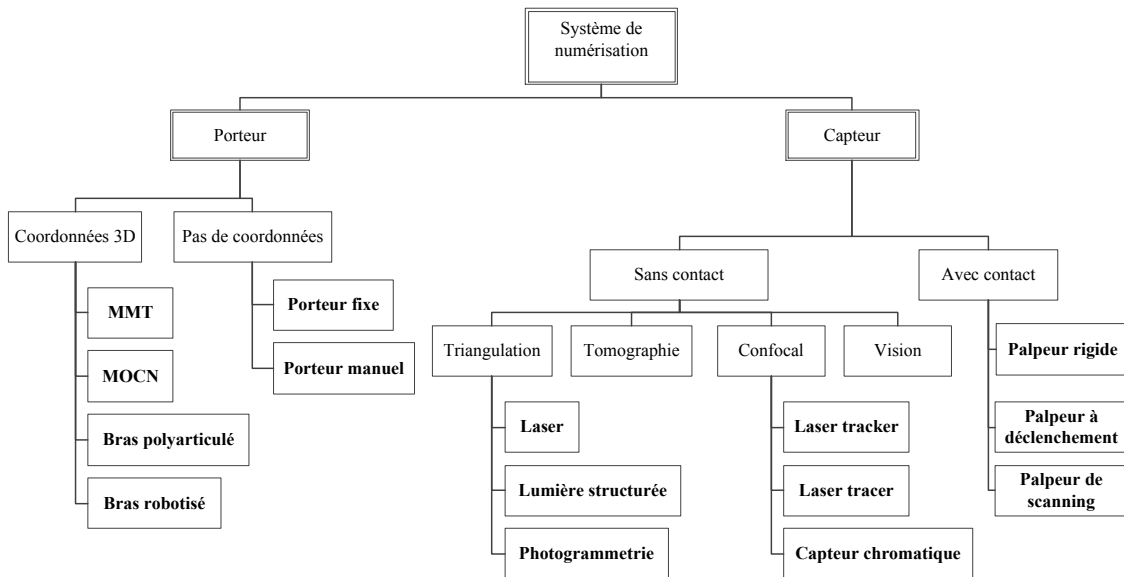 Système de
numérisation
Porteur
Capteur
Coordonnées 3D
Pas de coordonnées
Sans contact
Avec contact
MMT
Porteur fixe
Triangulation
Tomographie
Confocal
Vision
Palpeur rigide
MOCN
Porteur manuel
Bras polyarticulé
Laser
Laser tracker
Palpeur à
déclenchement
Bras robotisé
Lumière structurée
Laser tracer
Palpeur de
scanning
Photogrammetrie
Capteur chromatique